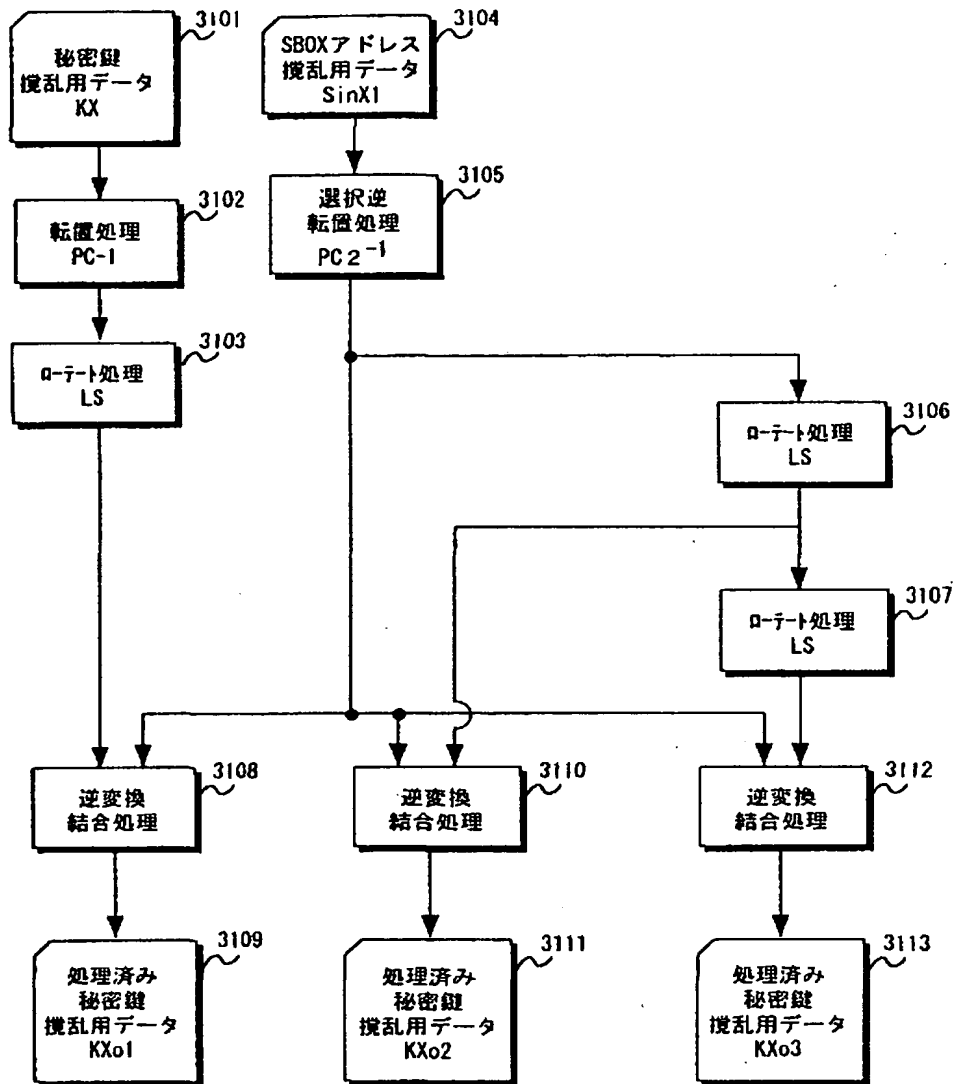 3101
秘密鍵
撹乱用データ
KX
3104
SBOXアドレス
撹乱用データ
SinX1
3102
転置処理
PC-1
3105
選択逆
転置処理
PC2⁻¹
3103
ローテート処理
LS
3106
ローテート処理
LS
3107
ローテート処理
LS
3108
逆変換
結合処理
3110
逆変換
結合処理
3112
逆変換
結合処理
3109
処理済み
秘密鍵
撹乱用データ
KXo1
3111
処理済み
秘密鍵
撹乱用データ
KXo2
3113
処理済み
秘密鍵
撹乱用データ
KXo3